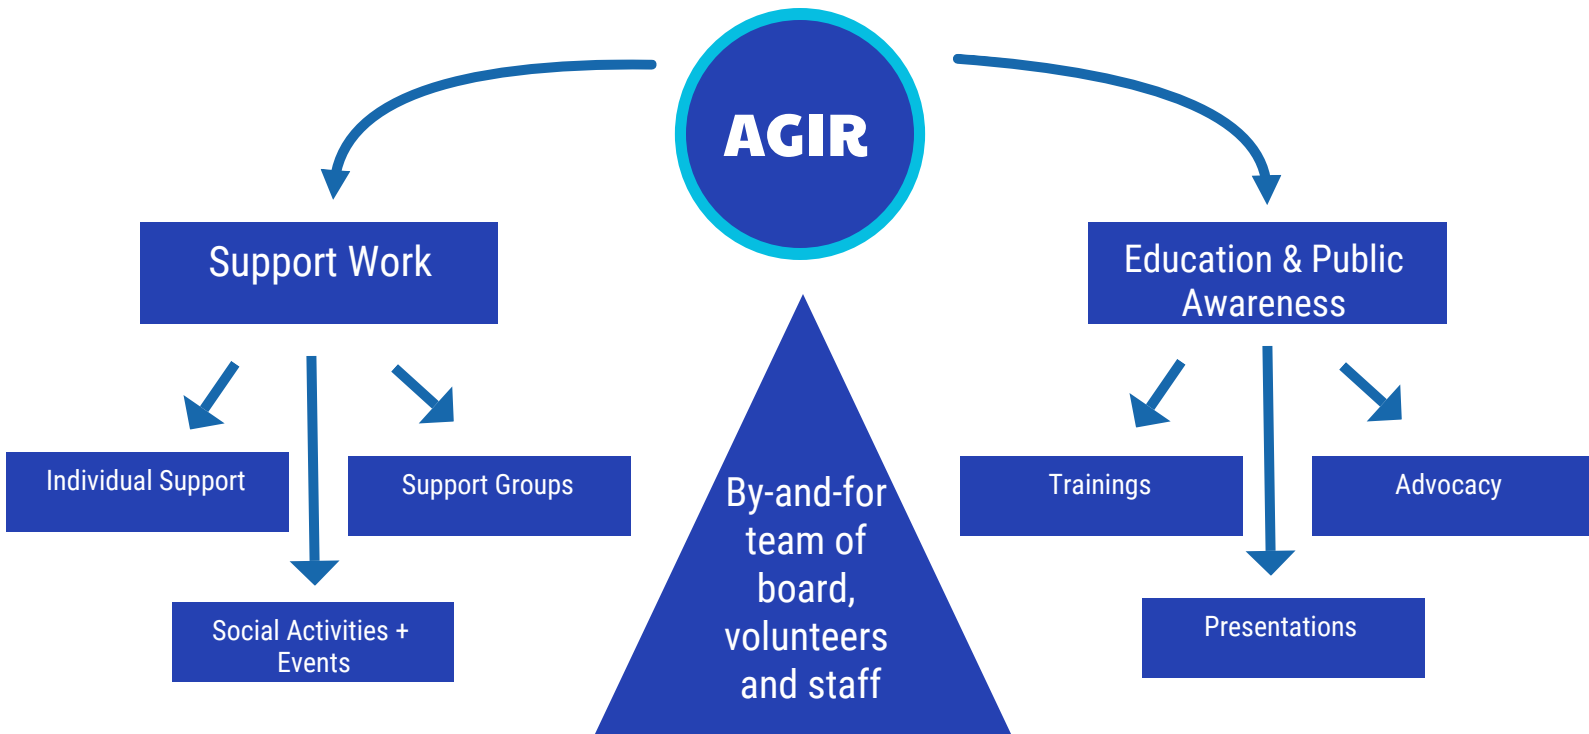 AGIR
Support Work
Education & Public
Awareness
Individual Support
Support Groups
Social Activities +
Events
By-and-for
team of
board,
volunteers
and staff
Trainings
Advocacy
Presentations